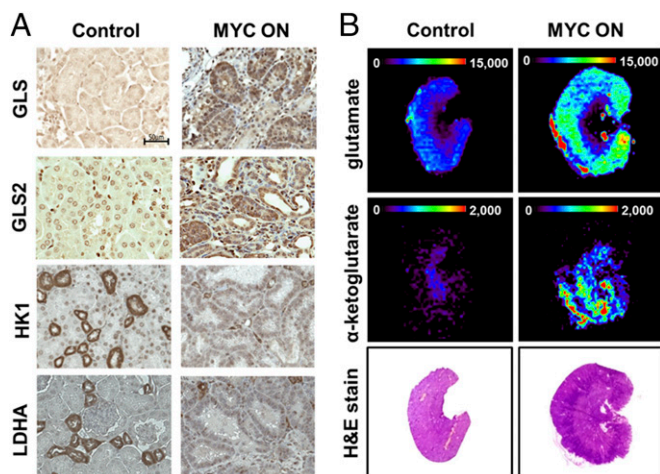 A
Control
MYC ON
GLS
50µm
GLS2
HK1
LDHA
B
Control
MYC ON
glutamate
0 15,000
0 15,000
α-ketoglutarate
0 2,000
0 2,000
H&E stain